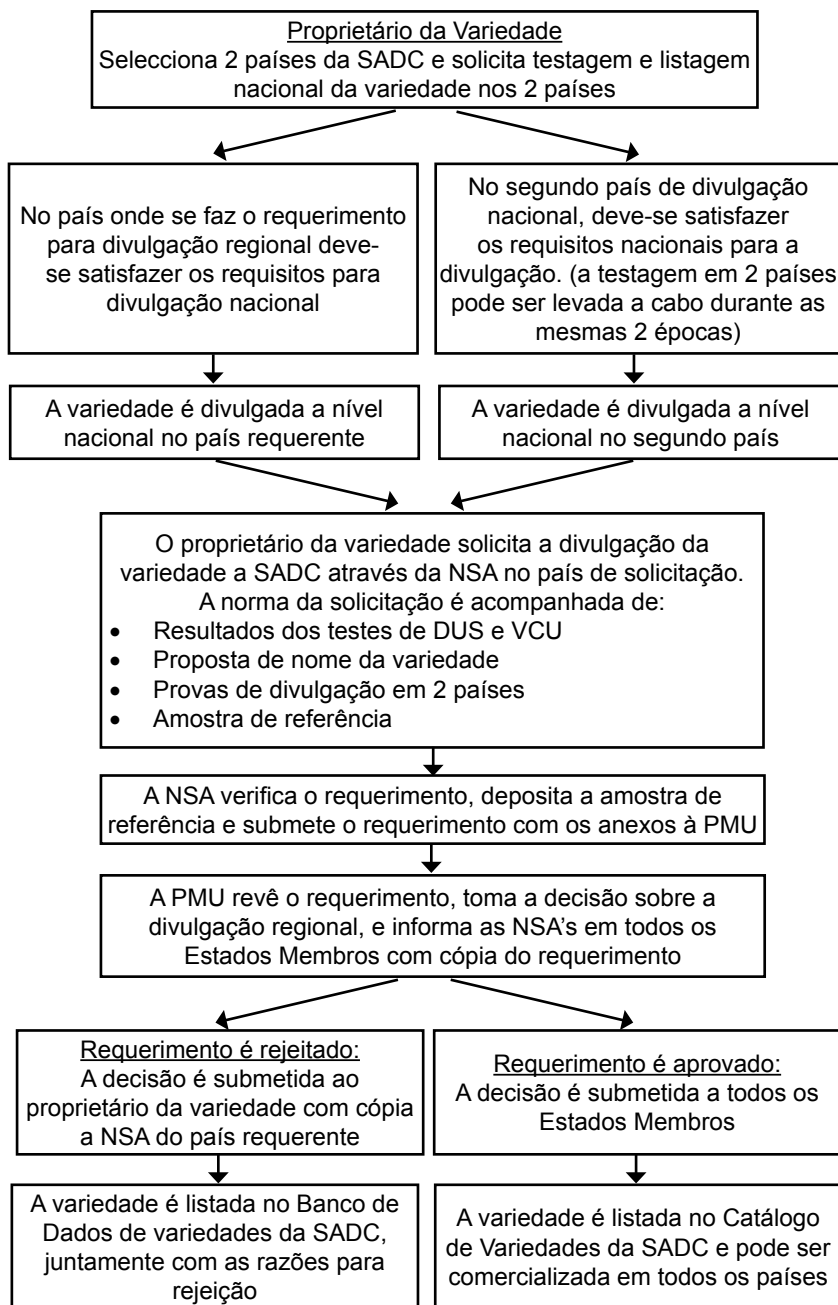 Proprietário da Variedade
Selecciona 2 países da SADC e solicita testagem e listagem
nacional da variedade nos 2 países
No país onde se faz o requerimento
para divulgação regional deve-
se satisfazer os requisitos para
divulgação nacional
No segundo país de divulgação
nacional, deve-se satisfazer
os requisitos nacionais para a
divulgação. (a testagem em 2 países
pode ser levada a cabo durante as
mesmas 2 épocas)
A variedade é divulgada a nível
nacional no país requerente
A variedade é divulgada a nível
nacional no segundo país
O proprietário da variedade solicita a divulgação da
variedade a SADC através da NSA no país de solicitação.
A norma da solicitação é acompanhada de:
• Resultados dos testes de DUS e VCU
• Proposta de nome da variedade
• Provas de divulgação em 2 países
• Amostra de referência
A NSA verifica o requerimento, deposita a amostra de
referência e submete o requerimento com os anexos à PMU
A PMU revê o requerimento, toma a decisão sobre a
divulgação regional, e informa as NSA's em todos os
Estados Membros com cópia do requerimento
Requerimento é rejeitado:
A decisão é submetida ao
proprietário da variedade com cópia
a NSA do país requerente
Requerimento é aprovado:
A decisão é submetida a todos os
Estados Membros
A variedade é listada no Banco de
Dados de variedades da SADC,
juntamente com as razões para
rejeição
A variedade é listada no Catálogo
de Variedades da SADC e pode ser
comercializada em todos os países